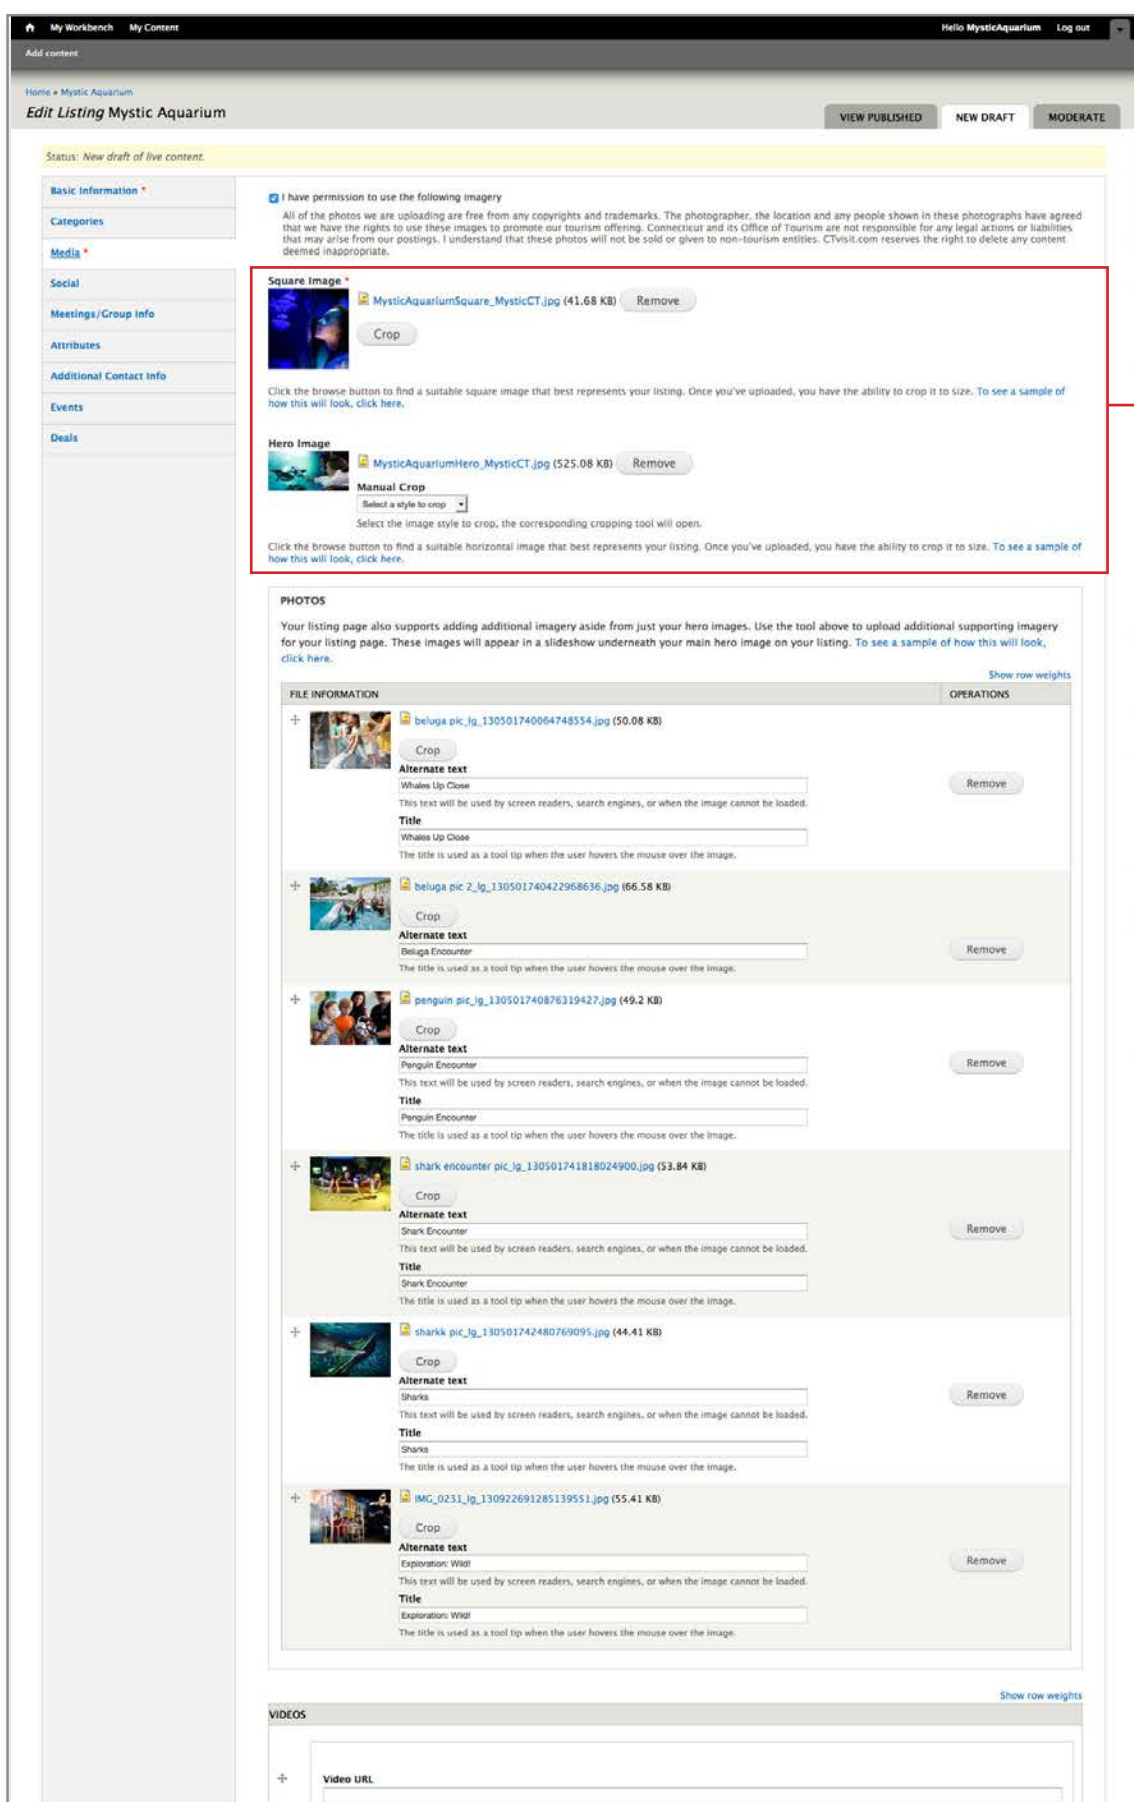 My Workbench My Content Hello MysticAquarium Log out
Add content
Home » Mystic Aquarium
Edit Listing Mystic Aquarium
VIEW PUBLISHED NEW DRAFT MODERATE
Status: New draft of live content.
Basic Information *
Categories
Media *
Social
Meetings/Group Info
Attributes
Additional Contact Info
Events
Deals
I have permission to use the following imagery
All of the photos we are uploading are free from any copyrights and trademarks. The photographer, the location and any people shown in these photographs have agreed
that we have the rights to use these images to promote our tourism offering. Connecticut and its Office of Tourism are not responsible for any legal actions or liabilities
that may arise from our postings. I understand that these photos will not be sold or given to non-tourism entities. CTvisit.com reserves the right to delete any content
deemed inappropriate.
Square Image *
MysticAquariumSquare_MysticCT.jpg (41.68 KB) Remove
Crop
Click the browse button to find a suitable square image that best represents your listing. Once you've uploaded, you have the ability to crop it to size. To see a sample of
how this will look, click here.
Hero Image
MysticAquariumHero_MysticCT.jpg (525.08 KB) Remove
Manual Crop
Select a style to crop
Select the image style to crop, the corresponding cropping tool will open.
Click the browse button to find a suitable horizontal image that best represents your listing. Once you've uploaded, you have the ability to crop it to size. To see a sample of
how this will look, click here.
PHOTOS
Your listing page also supports adding additional imagery aside from just your hero images. Use the tool above to upload additional supporting imagery
for your listing page. These images will appear in a slideshow underneath your main hero image on your listing. To see a sample of how this will look,
click here.
Show row weights
FILE INFORMATION OPERATIONS
beluga pic_lg_130501740064748554.jpg (50.08 KB)
Crop
Alternate text
Whales Up Close
Remove
This text will be used by screen readers, search engines, or when the image cannot be loaded.
Title
Whales Up Close
The title is used as a tool tip when the user hovers the mouse over the image.
beluga pic 2_lg_130501740422968636.jpg (66.58 KB)
Crop
Alternate text
Beluga Encounter
Remove
The title is used as a tool tip when the user hovers the mouse over the image.
penguin pic_lg_130501740876319427.jpg (49.2 KB)
Crop
Alternate text
Penguin Encounter
Remove
This text will be used by screen readers, search engines, or when the image cannot be loaded.
Title
Penguin Encounter
The title is used as a tool tip when the user hovers the mouse over the image.
shark encounter pic_lg_130501741818024900.jpg (53.84 KB)
Crop
Alternate text
Shark Encounter
Remove
This text will be used by screen readers, search engines, or when the image cannot be loaded.
Title
Shark Encounter
The title is used as a tool tip when the user hovers the mouse over the image.
sharkk pic_lg_130501742480769095.jpg (44.41 KB)
Crop
Alternate text
Sharks
Remove
This text will be used by screen readers, search engines, or when the image cannot be loaded.
Title
Sharks
The title is used as a tool tip when the user hovers the mouse over the image.
IMG_0231_lg_130922691285139551.jpg (55.41 KB)
Crop
Alternate text
Exploration: Wild!
Remove
This text will be used by screen readers, search engines, or when the image cannot be loaded.
Title
Exploration: Wild!
The title is used as a tool tip when the user hovers the mouse over the image.
Show row weights
VIDEOS
Video URL